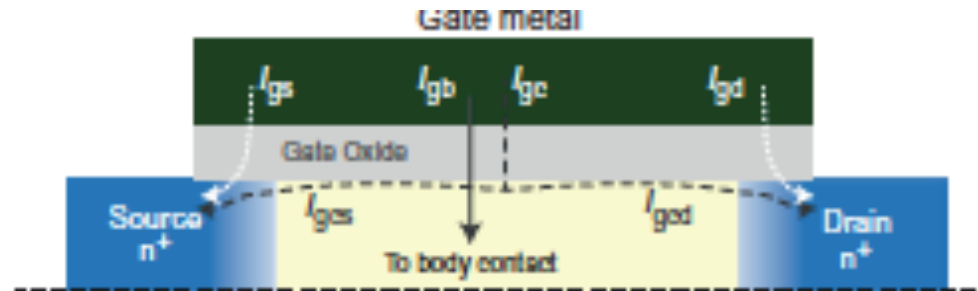 Gate metal
Igs Igb Igc Igd
Gate Oxide
Igcs Igcd
Source
n+
Drain
n+
To body contact